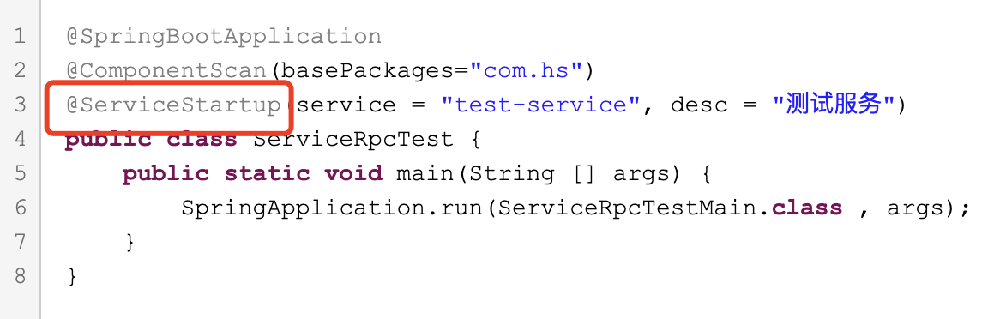 1 @SpringBootApplication
2 @ComponentScan(basePackages="com.hs")
3 @ServiceStartup(service = "test-service", desc = "测试服务")
4 public class ServiceRpcTest {
5 public static void main(String [] args) {
6 SpringApplication.run(ServiceRpcTestMain.class , args);
7 }
8 }